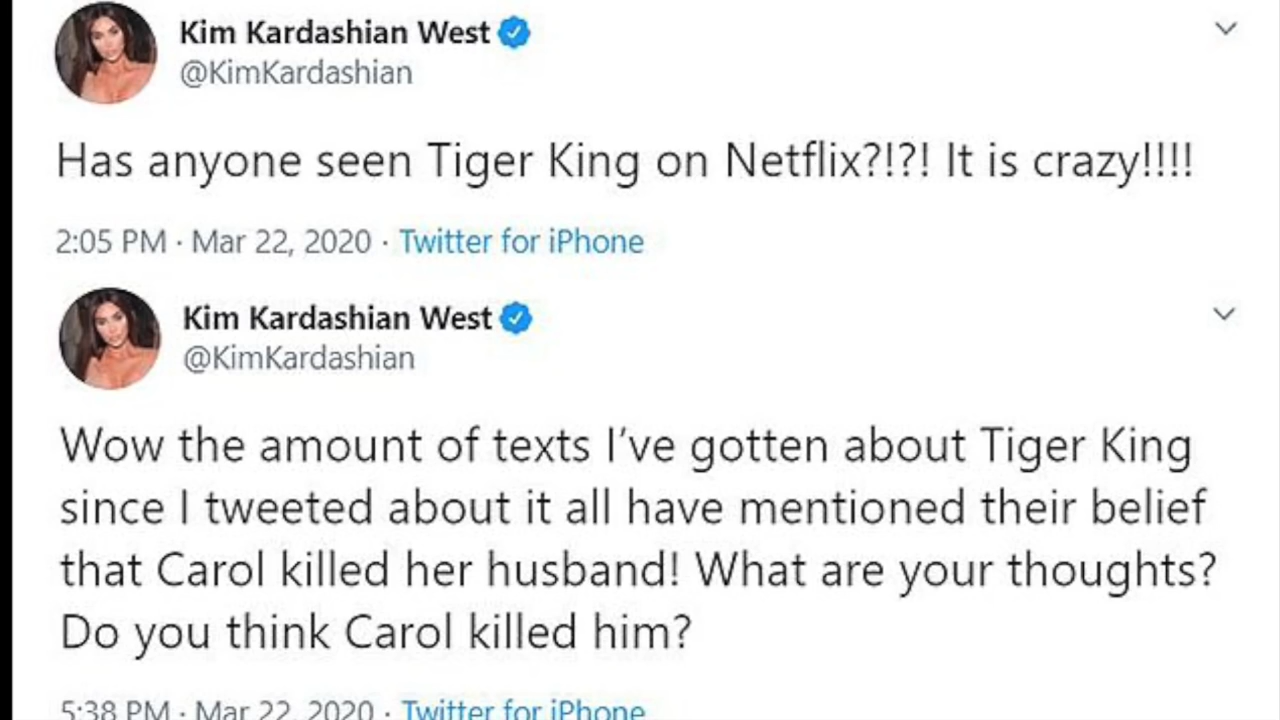 Kim Kardashian West
@KimKardashian
Has anyone seen Tiger King on Netflix?!?! It is crazy!!!!
2:05 PM · Mar 22, 2020 · Twitter for iPhone
Kim Kardashian West
@KimKardashian
Wow the amount of texts I’ve gotten about Tiger King
since I tweeted about it all have mentioned their belief
that Carol killed her husband! What are your thoughts?
Do you think Carol killed him?
5:38 PM · Mar 22, 2020 · Twitter for iPhone